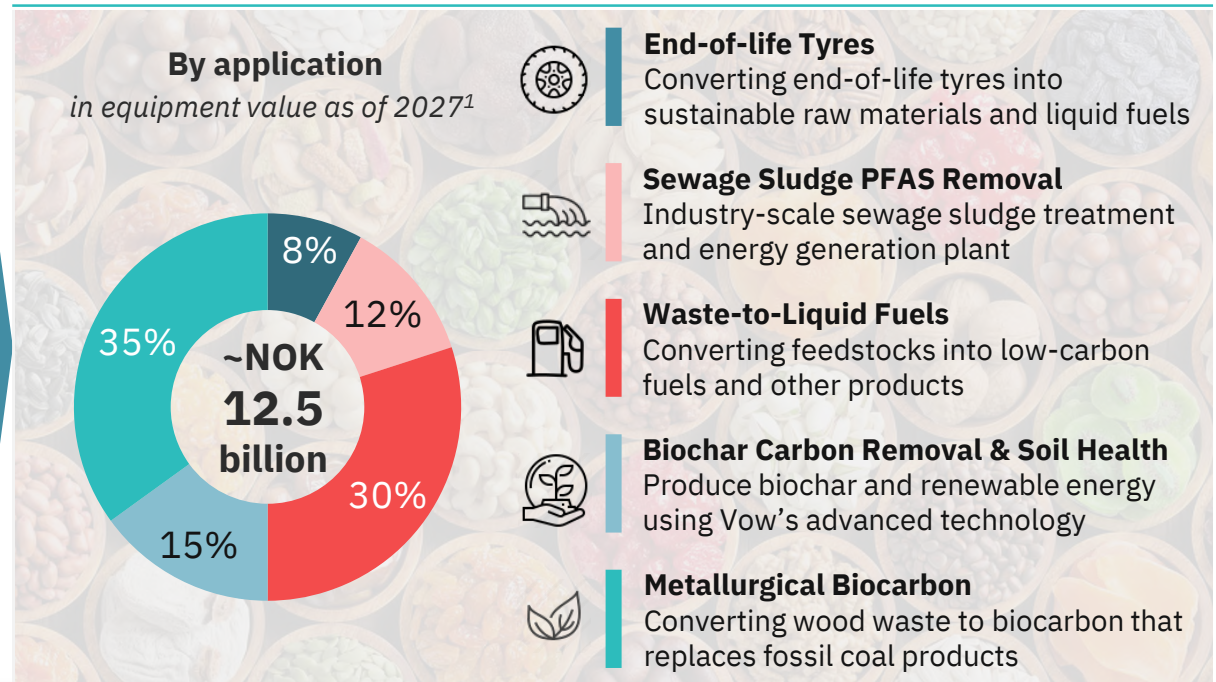 By application
in equipment value as of 2027¹
8%
12%
30%
15%
35%
~NOK
12.5
billion
End-of-life Tyres
Converting end-of-life tyres into
sustainable raw materials and liquid fuels
Sewage Sludge PFAS Removal
Industry-scale sewage sludge treatment
and energy generation plant
Waste-to-Liquid Fuels
Converting feedstocks into low-carbon
fuels and other products
Biochar Carbon Removal & Soil Health
Produce biochar and renewable energy
using Vow’s advanced technology
Metallurgical Biocarbon
Converting wood waste to biocarbon that
replaces fossil coal products